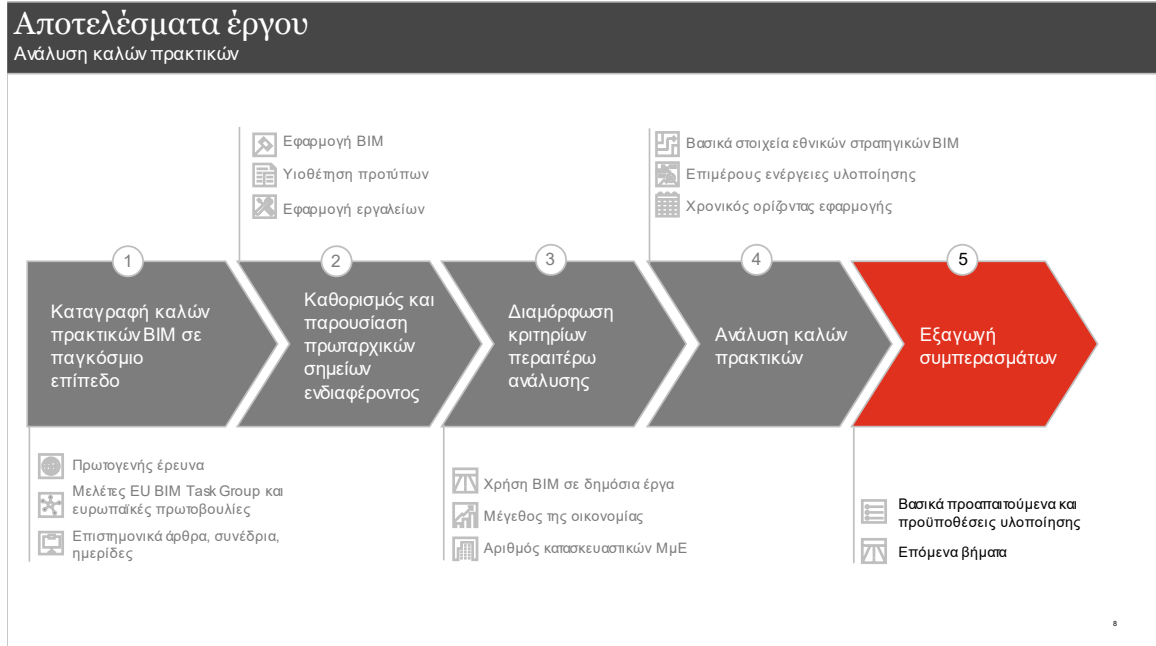 Αποτελέσματα έργου
Ανάλυση καλών πρακτικών
Εφαρμογή BIM
Υιοθέτηση προτύπων
Εφαρμογή εργαλείων
Βασικά στοιχεία εθνικών στρατηγικών BIM
Επιμέρους ενέργειες υλοποίησης
Χρονικός ορίζοντας εφαρμογής
1
Καταγραφή καλών
πρακτικών BIM σε
παγκόσμιο
επίπεδο
2
Καθορισμός και
παρουσίαση
πρωταρχικών
σημείων
ενδιαφέροντος
3
Διαμόρφωση
κριτηρίων
περαιτέρω
ανάλυσης
4
Ανάλυση καλών
πρακτικών
5
Εξαγωγή
συμπερασμάτων
Πρωτογενής έρευνα
Μελέτες EU BIM Task Group και
ευρωπαϊκές πρωτοβουλίες
Επιστημονικά άρθρα, συνέδρια,
ημερίδες
Χρήση BIM σε δημόσια έργα
Μέγεθος της οικονομίας
Αριθμός κατασκευαστικών ΜμΕ
Βασικά προαπαιτούμενα και
προϋποθέσεις υλοποίησης
Επόμενα βήματα
8